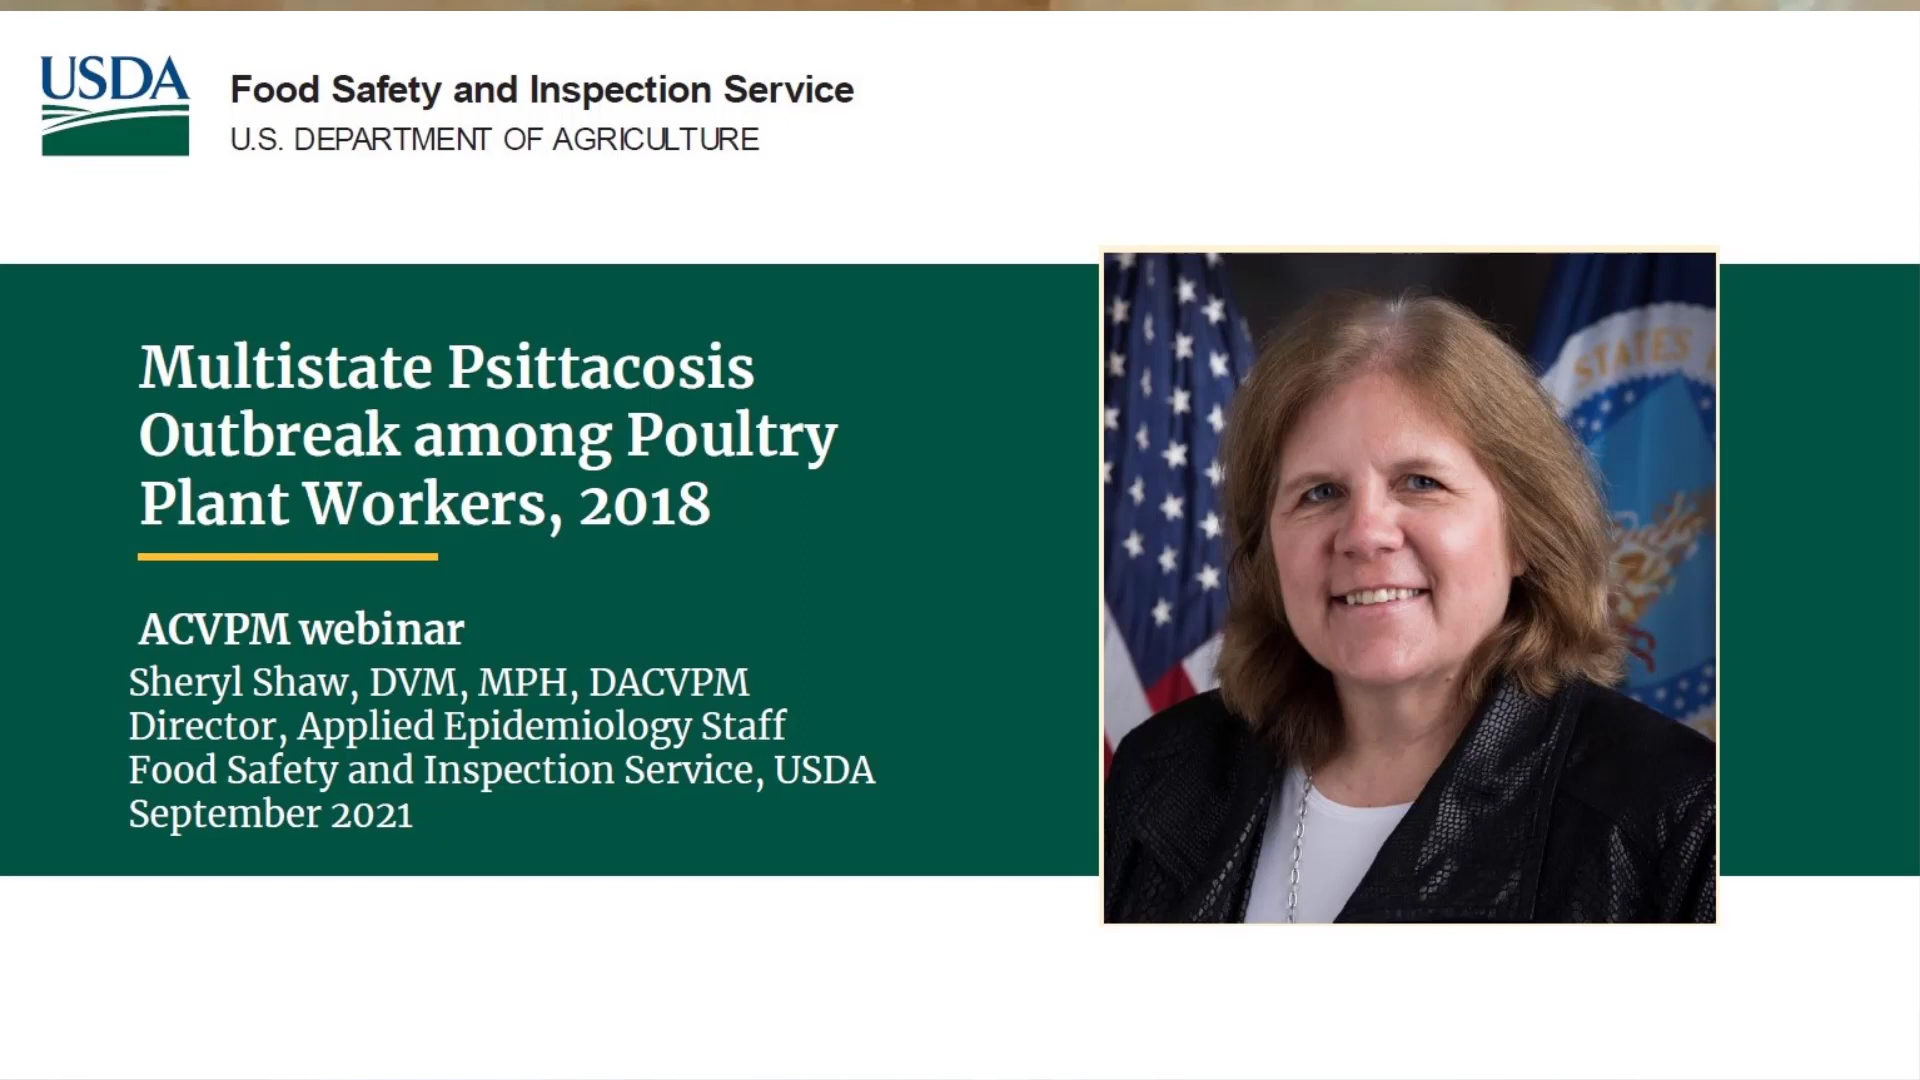 USDA
Food Safety and Inspection Service
U.S. DEPARTMENT OF AGRICULTURE
Multistate Psittacosis
Outbreak among Poultry
Plant Workers, 2018
ACVPM webinar
Sheryl Shaw, DVM, MPH, DACVPM
Director, Applied Epidemiology Staff
Food Safety and Inspection Service, USDA
September 2021
STATES